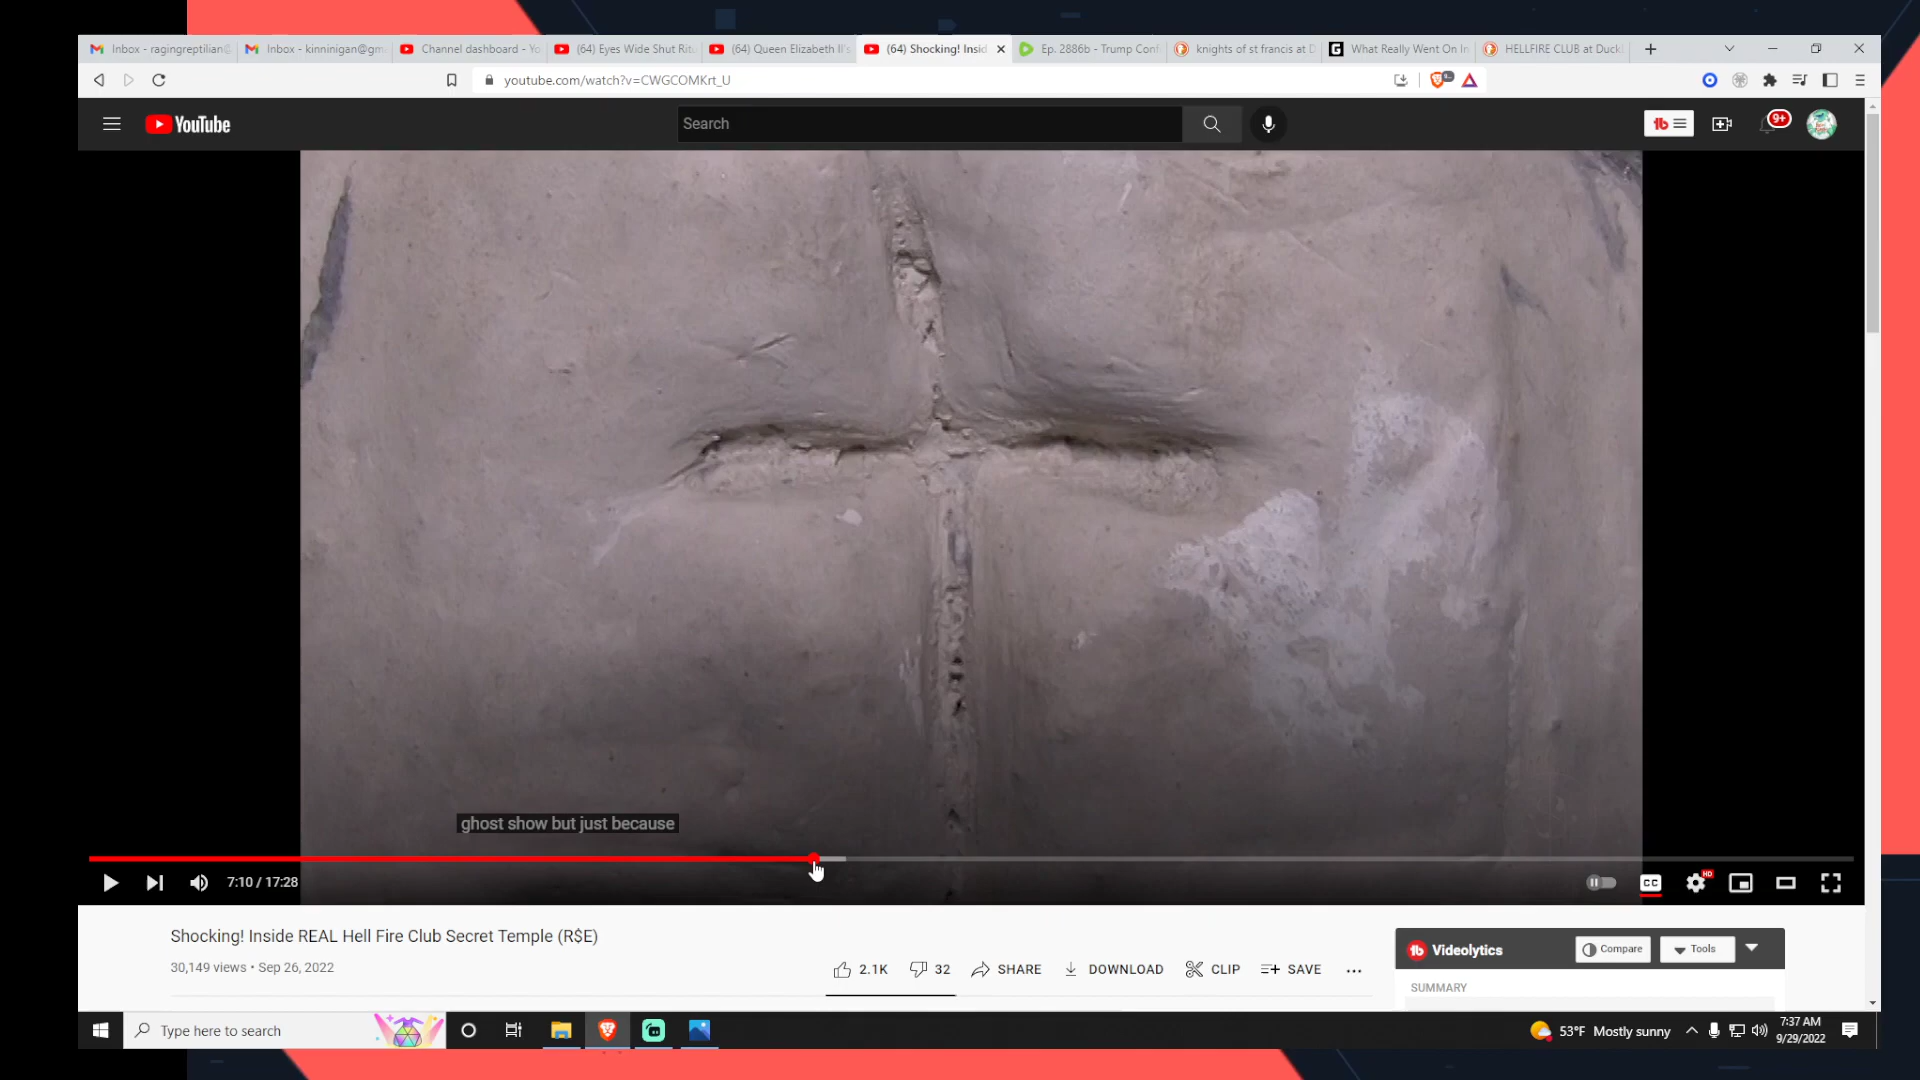 Inbox - ragingreptilian@
Inbox - kinninigan@gm
Channel dashboard - Yo
(64) Eyes Wide Shut Ritu
(64) Queen Elizabeth II's
(64) Shocking! Insid
Ep. 2886b - Trump Conf
knights of st francis at D
What Really Went On In
HELLFIRE CLUB at Duck
youtube.com/watch?v=CWGCOMKrt_U
YouTube
Search
9+
ghost show but just because
7:10 / 17:28
CC
HD
Shocking! Inside REAL Hell Fire Club Secret Temple (R$E)
30,149 views • Sep 26, 2022
2.1K
32
SHARE
DOWNLOAD
CLIP
SAVE
...
Videolytics
Compare
Tools
SUMMARY
Type here to search
53°F Mostly sunny
7:37 AM
9/29/2022